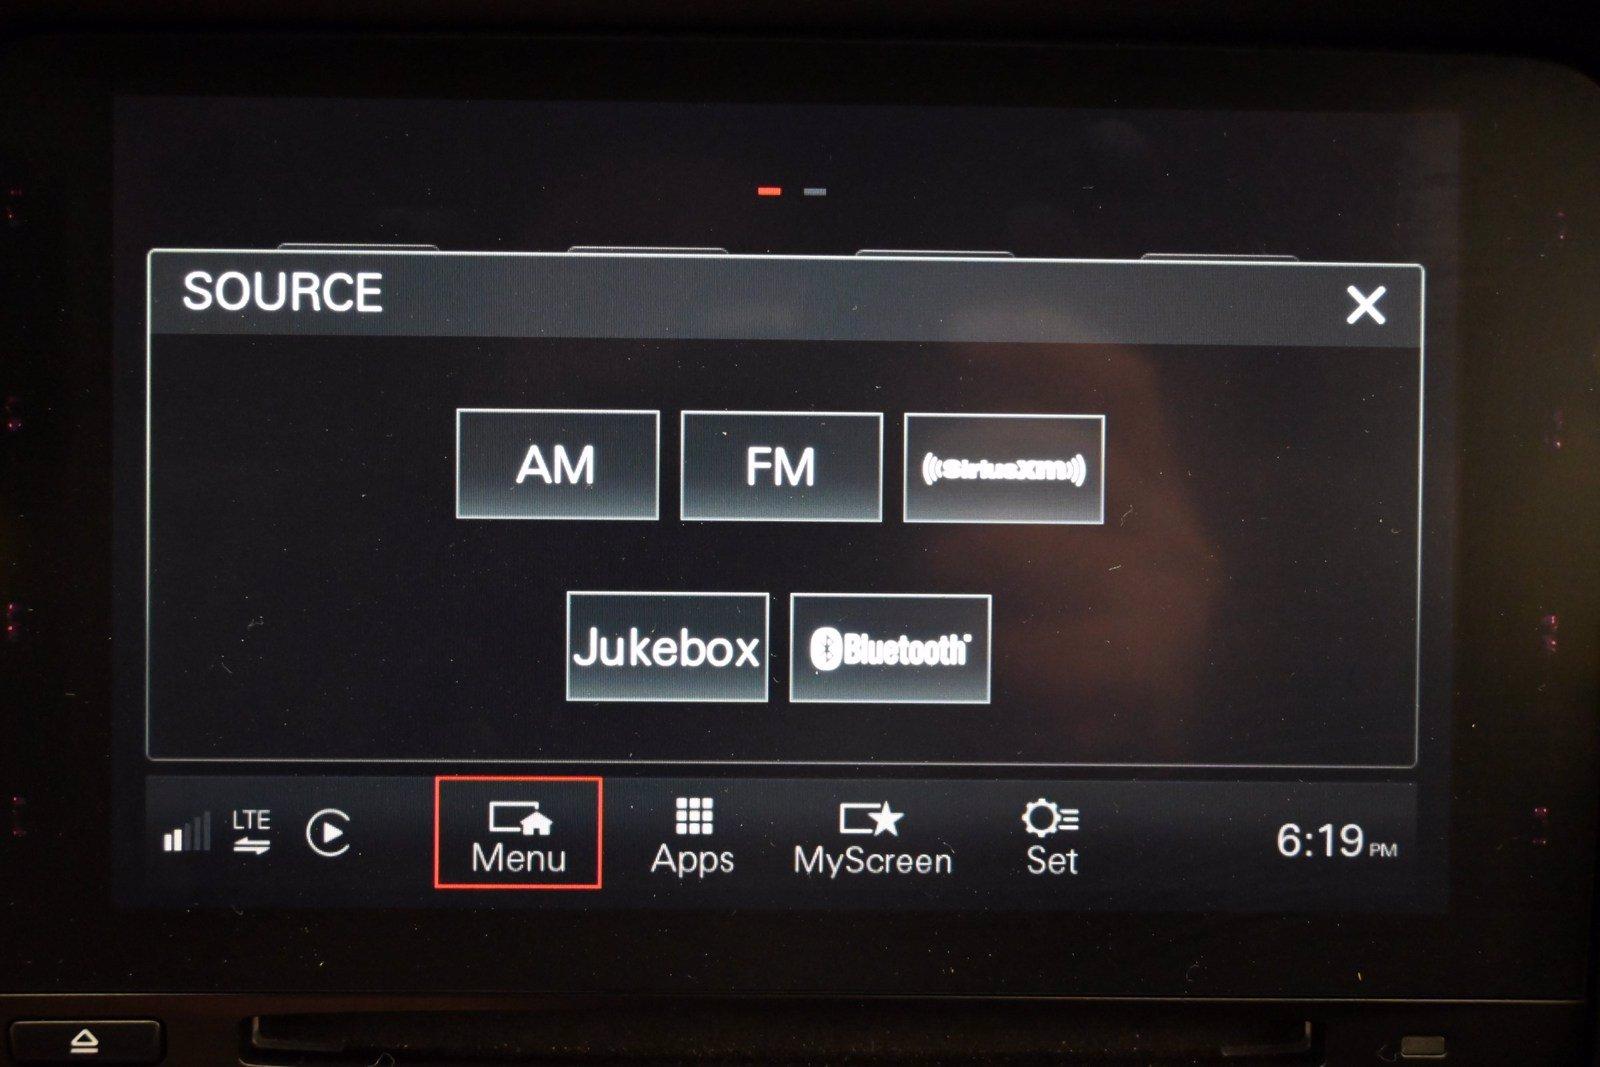 SOURCE
AM FM SiriusXm
Jukebox Bluetooth®
LTE
Menu Apps MyScreen Set 6:19 PM